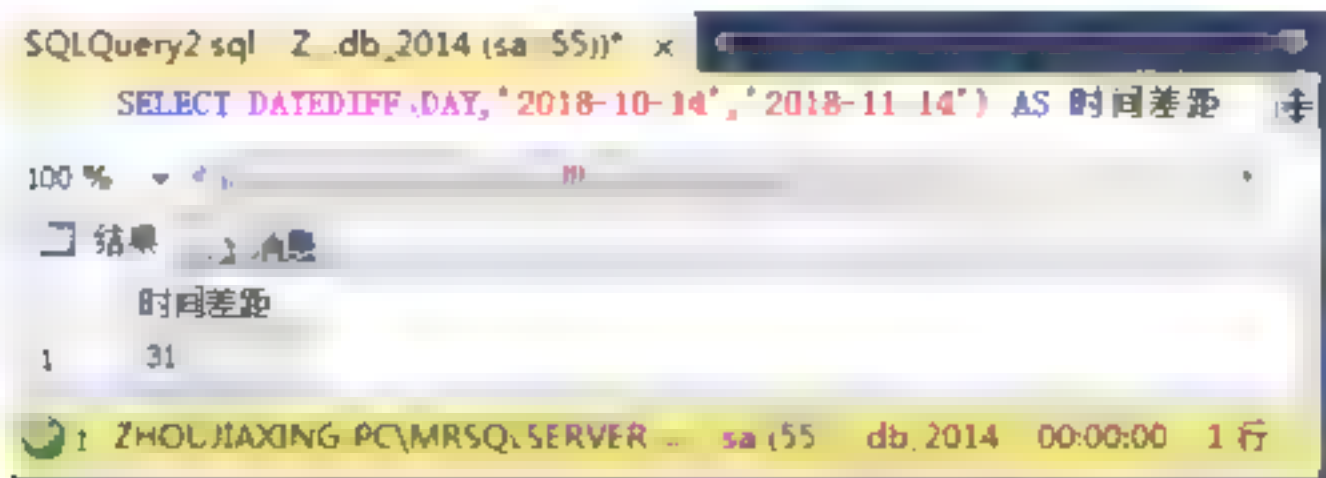 SQLQuery2.sql - Z...db_2014 (sa (55))* ×
SELECT DATEDIFF(DAY,'2018-10-14','2018-11-14') AS 时间差距
100 %
结果 消息
时间差距
1 31
ZHOUJIAXING-PC\MRSQLSERVER ... sa (55) db_2014 00:00:00 1 行